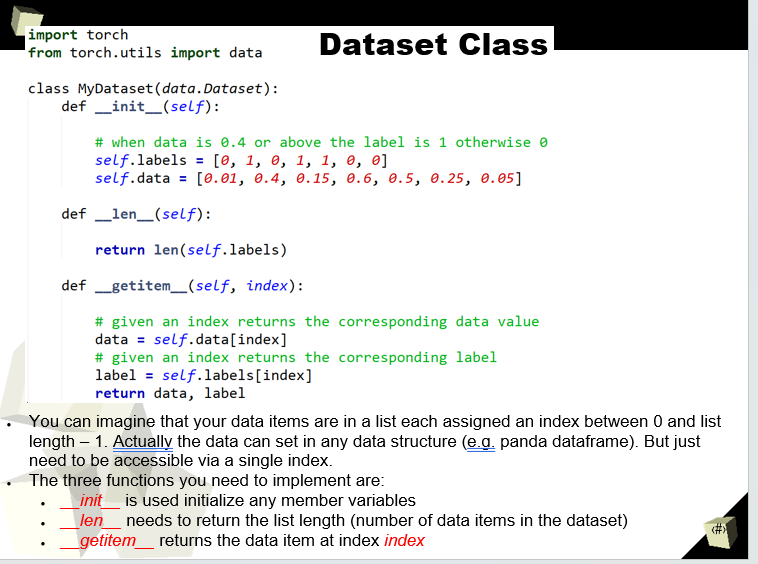 import torch
from torch.utils import data
Dataset Class
class MyDataset(data.Dataset):
def __init__(self):
# when data is 0.4 or above the label is 1 otherwise 0
self.labels = [0, 1, 0, 1, 1, 0, 0]
self.data = [0.01, 0.4, 0.15, 0.6, 0.5, 0.25, 0.05]
def __len__(self):
return len(self.labels)
def __getitem__(self, index):
# given an index returns the corresponding data value
data = self.data[index]
# given an index returns the corresponding label
label = self.labels[index]
return data, label
• You can imagine that your data items are in a list each assigned an index between 0 and list
length – 1. Actually the data can set in any data structure (e.g. panda dataframe). But just
need to be accessible via a single index.
• The three functions you need to implement are:
• __init__ is used initialize any member variables
• __len__ needs to return the list length (number of data items in the dataset)
• __getitem__ returns the data item at index index
‹#›